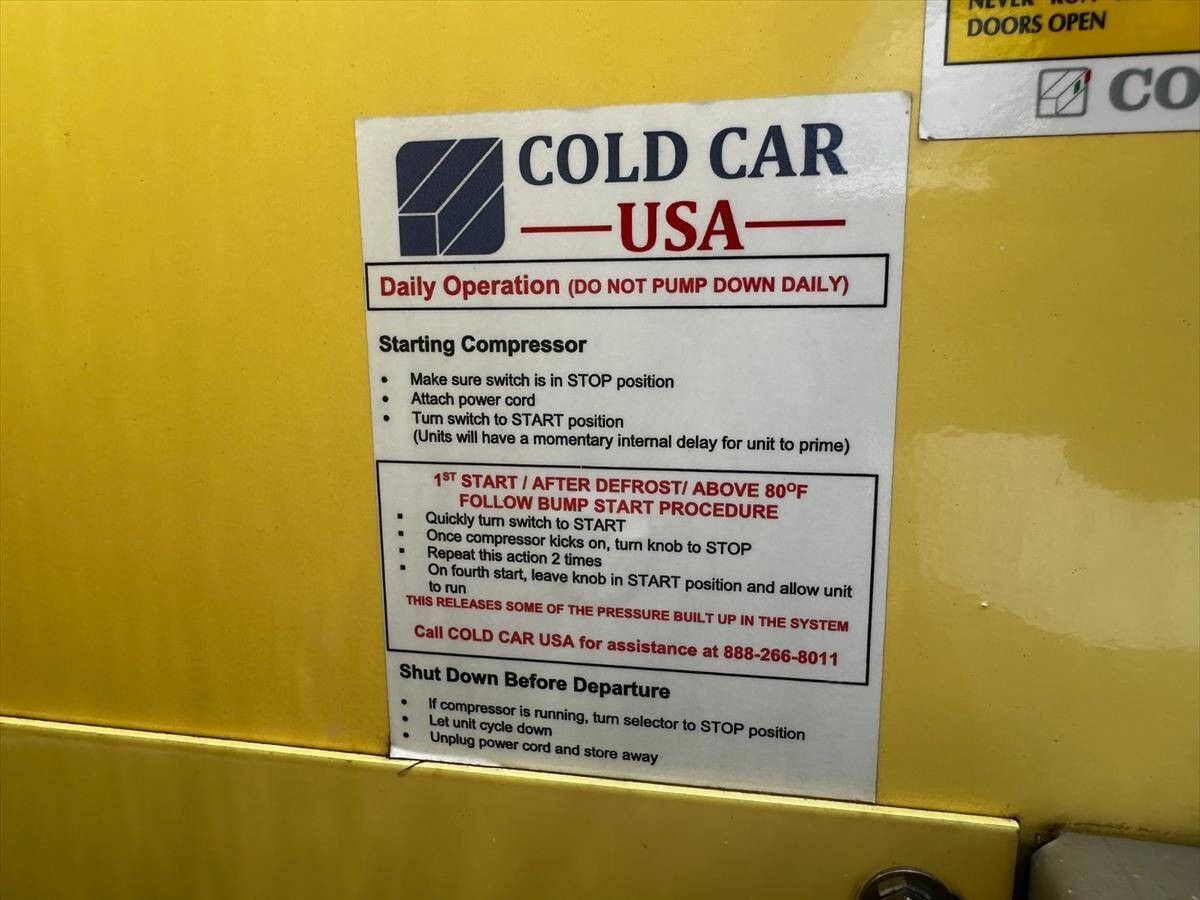 DOORS OPEN
CO
COLD CAR
USA
Daily Operation (DO NOT PUMP DOWN DAILY)
Starting Compressor
• Make sure switch is in STOP position
• Attach power cord
• Turn switch to START position
(Units will have a momentary internal delay for unit to prime)
1ST START / AFTER DEFROST/ ABOVE 80°F
FOLLOW BUMP START PROCEDURE
▪ Quickly turn switch to START
▪ Once compressor kicks on, turn knob to STOP
▪ Repeat this action 2 times
▪ On fourth start, leave knob in START position and allow unit
to run
THIS RELEASES SOME OF THE PRESSURE BUILT UP IN THE SYSTEM
Call COLD CAR USA for assistance at 888-266-8011
Shut Down Before Departure
• If compressor is running, turn selector to STOP position
• Let unit cycle down
• Unplug power cord and store away